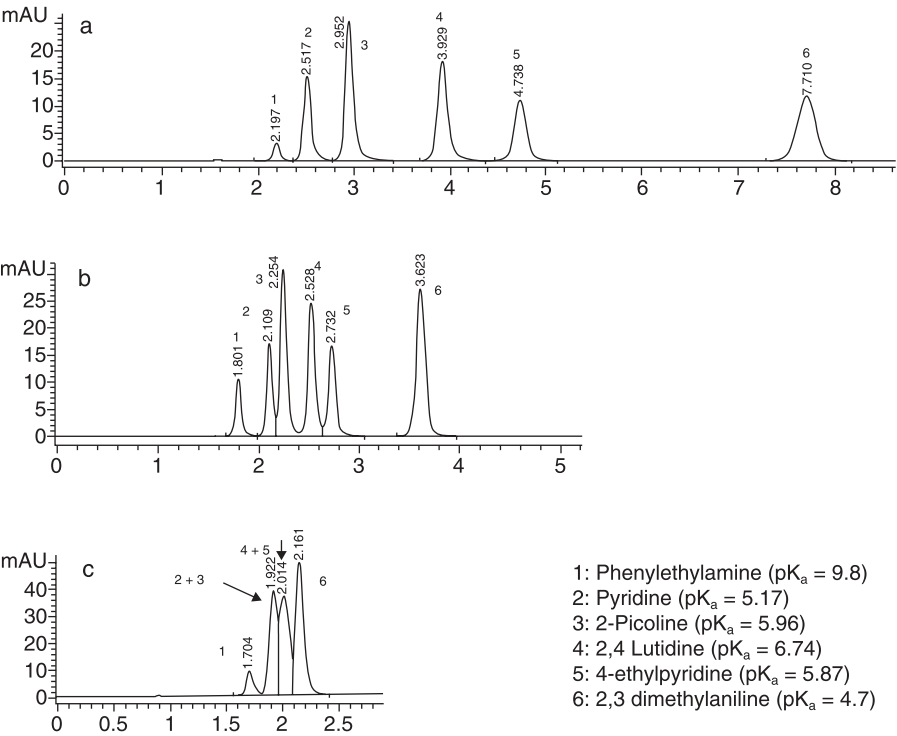 mAU
a
20
15
10
5
0
1
2.197
2
2.517
2.952
3
4
3.929
5
4.738
6
7.710
0 1 2 3 4 5 6 7 8
mAU
b
25
20
15
10
5
0
1
1.801
2
2.109
3
2.254
4
2.528
5
2.732
3.623
6
0 1 2 3 4 5
mAU
c
40
30
20
10
0
1
1.704
2 + 3
4 + 5
1.922
2.014
2.161
6
0 0.5 1 1.5 2 2.5
1: Phenylethylamine (pKa = 9.8)
2: Pyridine (pKa = 5.17)
3: 2-Picoline (pKa = 5.96)
4: 2,4 Lutidine (pKa = 6.74)
5: 4-ethylpyridine (pKa = 5.87)
6: 2,3 dimethylaniline (pKa = 4.7)